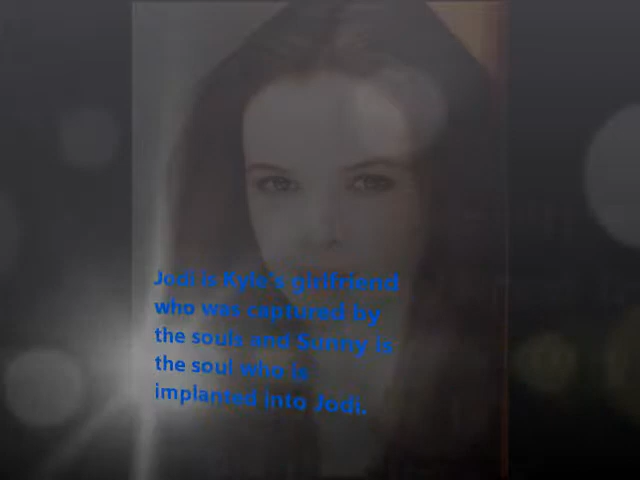 Jodi is Kyle's girlfriend
who was captured by
the souls and Sunny is
the soul who is
implanted into Jodi.